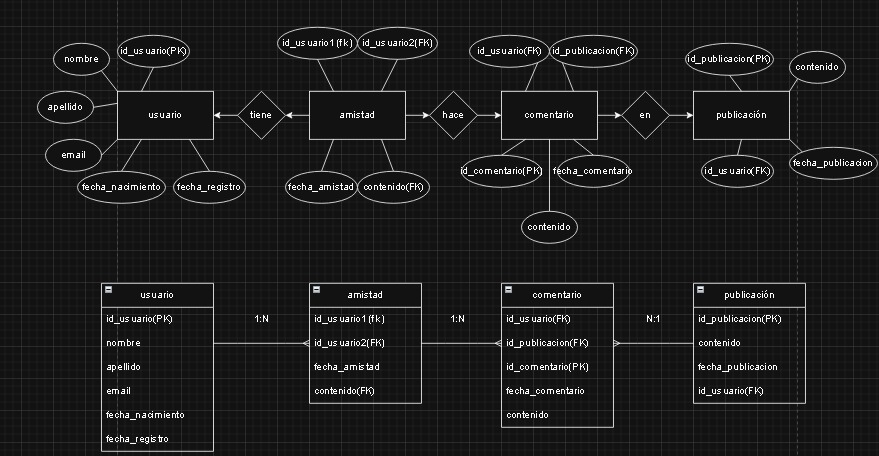 id_usuario(PK)
nombre
apellido
email
fecha_nacimiento
fecha_registro
usuario
tiene
id_usuario1(fk)
id_usuario2(FK)
amistad
fecha_amistad
contenido(FK)
hace
id_usuario(FK)
id_publicacion(FK)
comentario
id_comentario(PK)
fecha_comentario
contenido
en
id_publicacion(PK)
contenido
publicación
id_usuario(FK)
fecha_publicacion
usuario
id_usuario(PK)
nombre
apellido
email
fecha_nacimiento
fecha_registro
1:N
amistad
id_usuario1(fk)
id_usuario2(FK)
fecha_amistad
contenido(FK)
1:N
comentario
id_usuario(FK)
id_publicacion(FK)
id_comentario(PK)
fecha_comentario
contenido
N:1
publicación
id_publicacion(PK)
contenido
fecha_publicacion
id_usuario(FK)